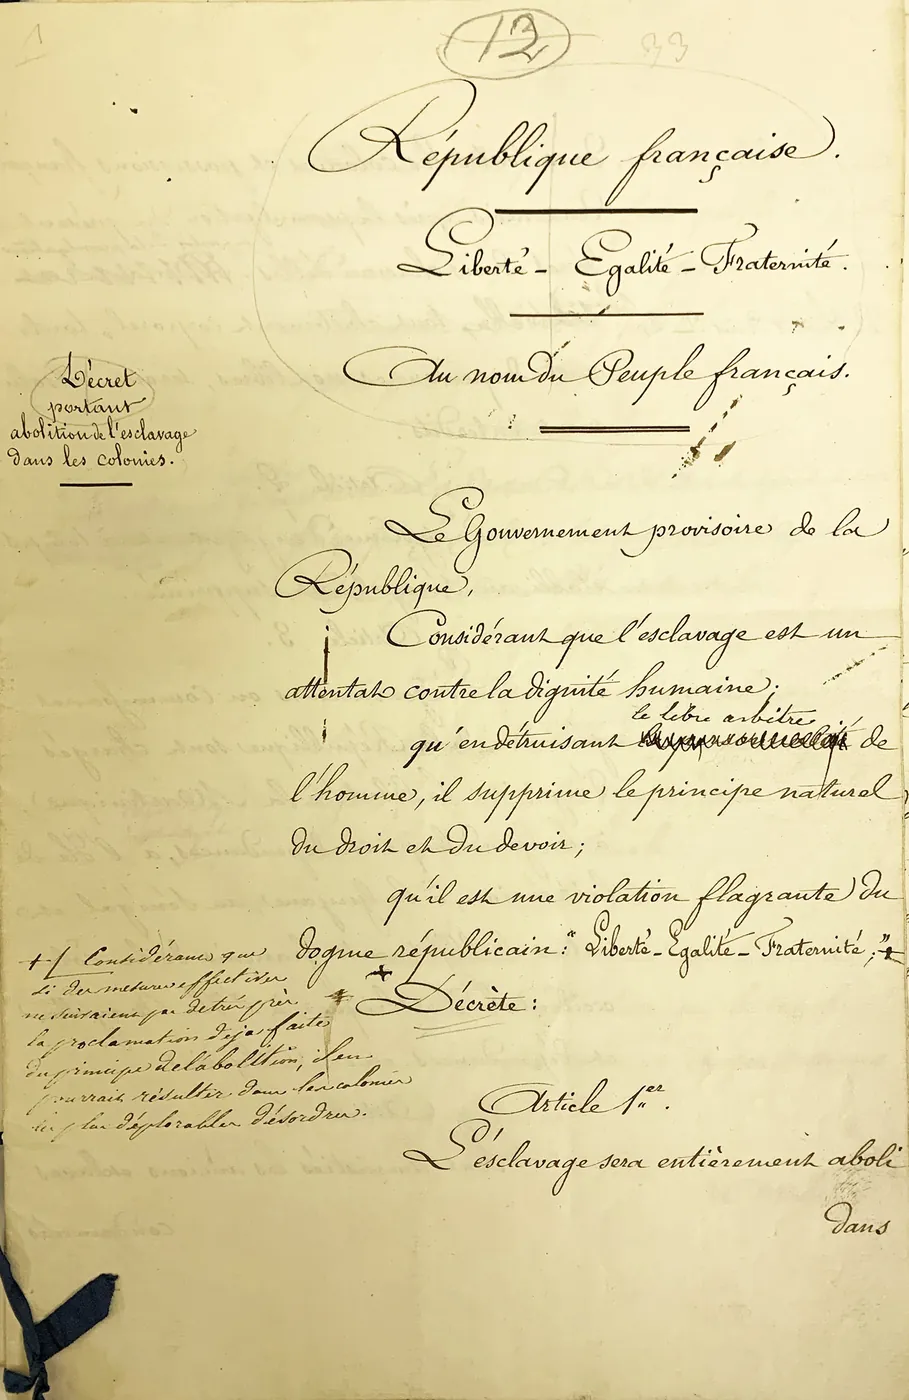 1
12
33
République française.
Liberté - Egalité - Fraternité.
Au nom du Peuple français.
Décret
portant
abolition de l'esclavage
dans les colonies.
Le Gouvernement provisoire de la
République,
Considérant que l'esclavage est un
attentat contre la dignité humaine;
le libre arbitre
qu'en détruisant de
l'homme, il supprime le principe naturel
du droit et du devoir;
qu'il est une violation flagrante du
dogme républicain: "Liberté - Egalité - Fraternité;" +
+
Décrète:
+/ Considérant que
si des mesures effectives
ne suivaient pas de très près
la proclamation deja faite
du principe de l'abolition, il en
pourrait résulter dans les colonies
les plus déplorables désordres.
Article 1er.
L'esclavage sera entièrement aboli
dans